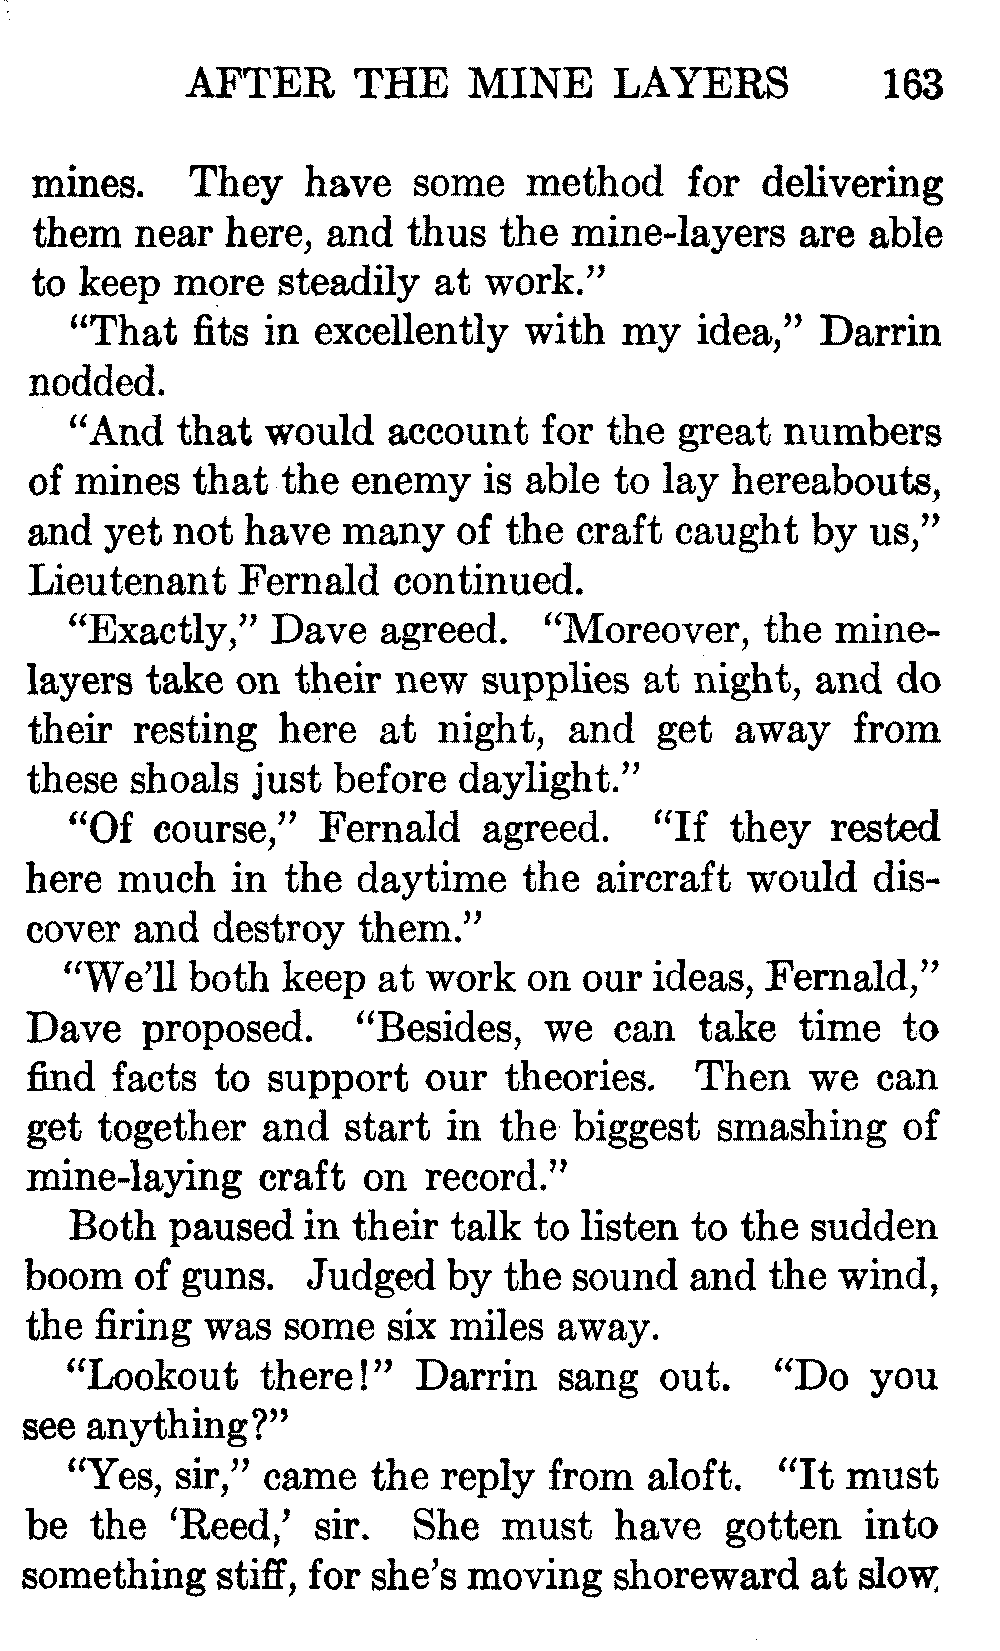 AFTER THE MINE LAYERS 163
mines. They have some method for delivering
them near here, and thus the mine-layers are able
to keep more steadily at work.”
“That fits in excellently with my idea,” Darrin
nodded.
“And that would account for the great numbers
of mines that the enemy is able to lay hereabouts,
and yet not have many of the craft caught by us,”
Lieutenant Fernald continued.
“Exactly,” Dave agreed. “Moreover, the mine-
layers take on their new supplies at night, and do
their resting here at night, and get away from
these shoals just before daylight.”
“Of course,” Fernald agreed. “If they rested
here much in the daytime the aircraft would dis-
cover and destroy them.”
“We’ll both keep at work on our ideas, Fernald,”
Dave proposed. “Besides, we can take time to
find facts to support our theories. Then we can
get together and start in the biggest smashing of
mine-laying craft on record.”
Both paused in their talk to listen to the sudden
boom of guns. Judged by the sound and the wind,
the firing was some six miles away.
“Lookout there!” Darrin sang out. “Do you
see anything?”
“Yes, sir,” came the reply from aloft. “It must
be the ‘Reed,’ sir. She must have gotten into
something stiff, for she’s moving shoreward at slow